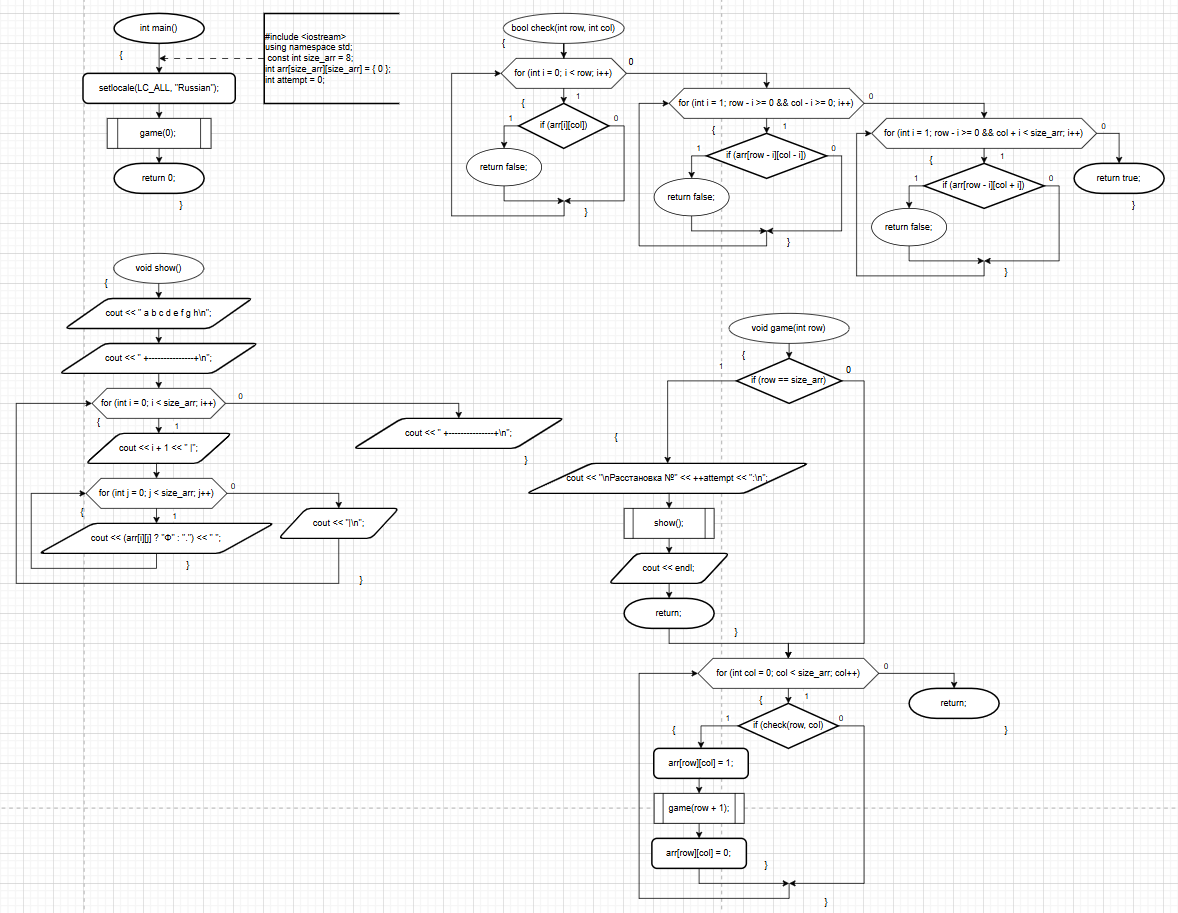 int main()
{
#include <iostream>
using namespace std;
const int size_arr = 8;
int arr[size_arr][size_arr] = { 0 };
int attempt = 0;
setlocale(LC_ALL, "Russian");
game(0);
return 0;
}
bool check(int row, int col)
{
for (int i = 0; i < row; i++)
0
1
{
if (arr[i][col])
1
0
return false;
}
for (int i = 1; row - i >= 0 && col - i >= 0; i++)
0
1
{
if (arr[row - i][col - i])
1
0
return false;
}
for (int i = 1; row - i >= 0 && col + i < size_arr; i++)
0
1
{
if (arr[row - i][col + i])
1
0
return false;
}
return true;
}
void show()
{
cout << " a b c d e f g h\n";
cout << " +---------------+\n";
for (int i = 0; i < size_arr; i++)
0
{
1
cout << i + 1 << " |";
for (int j = 0; j < size_arr; j++)
0
{
1
cout << (arr[i][j] ? "Ф" : ".") << " ";
}
cout << "|\n";
}
cout << " +---------------+\n";
}
void game(int row)
{
if (row == size_arr)
1
0
{
cout << "\nРасстановка №" << ++attempt << ":\n";
show();
cout << endl;
return;
}
for (int col = 0; col < size_arr; col++)
0
{
1
if (check(row, col)
1
0
{
arr[row][col] = 1;
game(row + 1);
arr[row][col] = 0;
}
}
return;
}